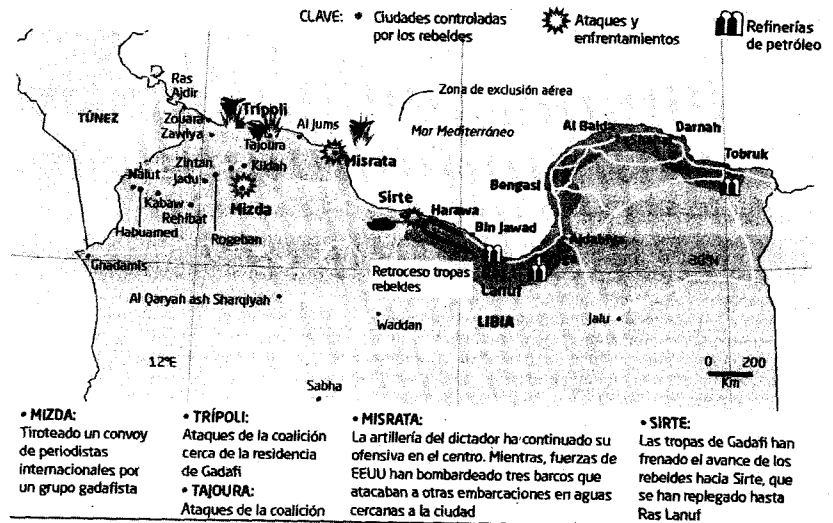 CLAVE:
• Ciudades controladas
por los rebeldes
Ataques y
enfrentamientos
Refinerías
de petróleo
Ras
Ajdir
Zona de exclusión aérea
TÚNEZ
Zouara
Trípoli
Al Jums
Mar Mediterráneo
Al Baida
Darnah
Zawiya
Tajoura
Misrata
Tobruk
Zintan
Kiklah
Nalut
Jadu
Bengasi
Kabaw
Mizda
Sirte
Rehibat
Harawa
Habuamed
Rogeban
Bin Jawad
Ajdabiya
Ghadamis
Retroceso tropas
rebeldes
30ºN
Lanuf
Al Qaryah ash Sharqiyah
Waddan
LIBIA
Jalu
12ºE
0 200
Km
Sabha
• MIZDA:
Tiroteado un convoy
de periodistas
internacionales por
un grupo gadafista
• TRÍPOLI:
Ataques de la coalición
cerca de la residencia
de Gadafi
• TAJOURA:
Ataques de la coalición
• MISRATA:
La artillería del dictador ha continuado su
ofensiva en el centro. Mientras, fuerzas de
EEUU han bombardeado tres barcos que
atacaban a otras embarcaciones en aguas
cercanas a la ciudad
• SIRTE:
Las tropas de Gadafi han
frenado el avance de los
rebeldes hacia Sirte, que
se han replegado hasta
Ras Lanuf